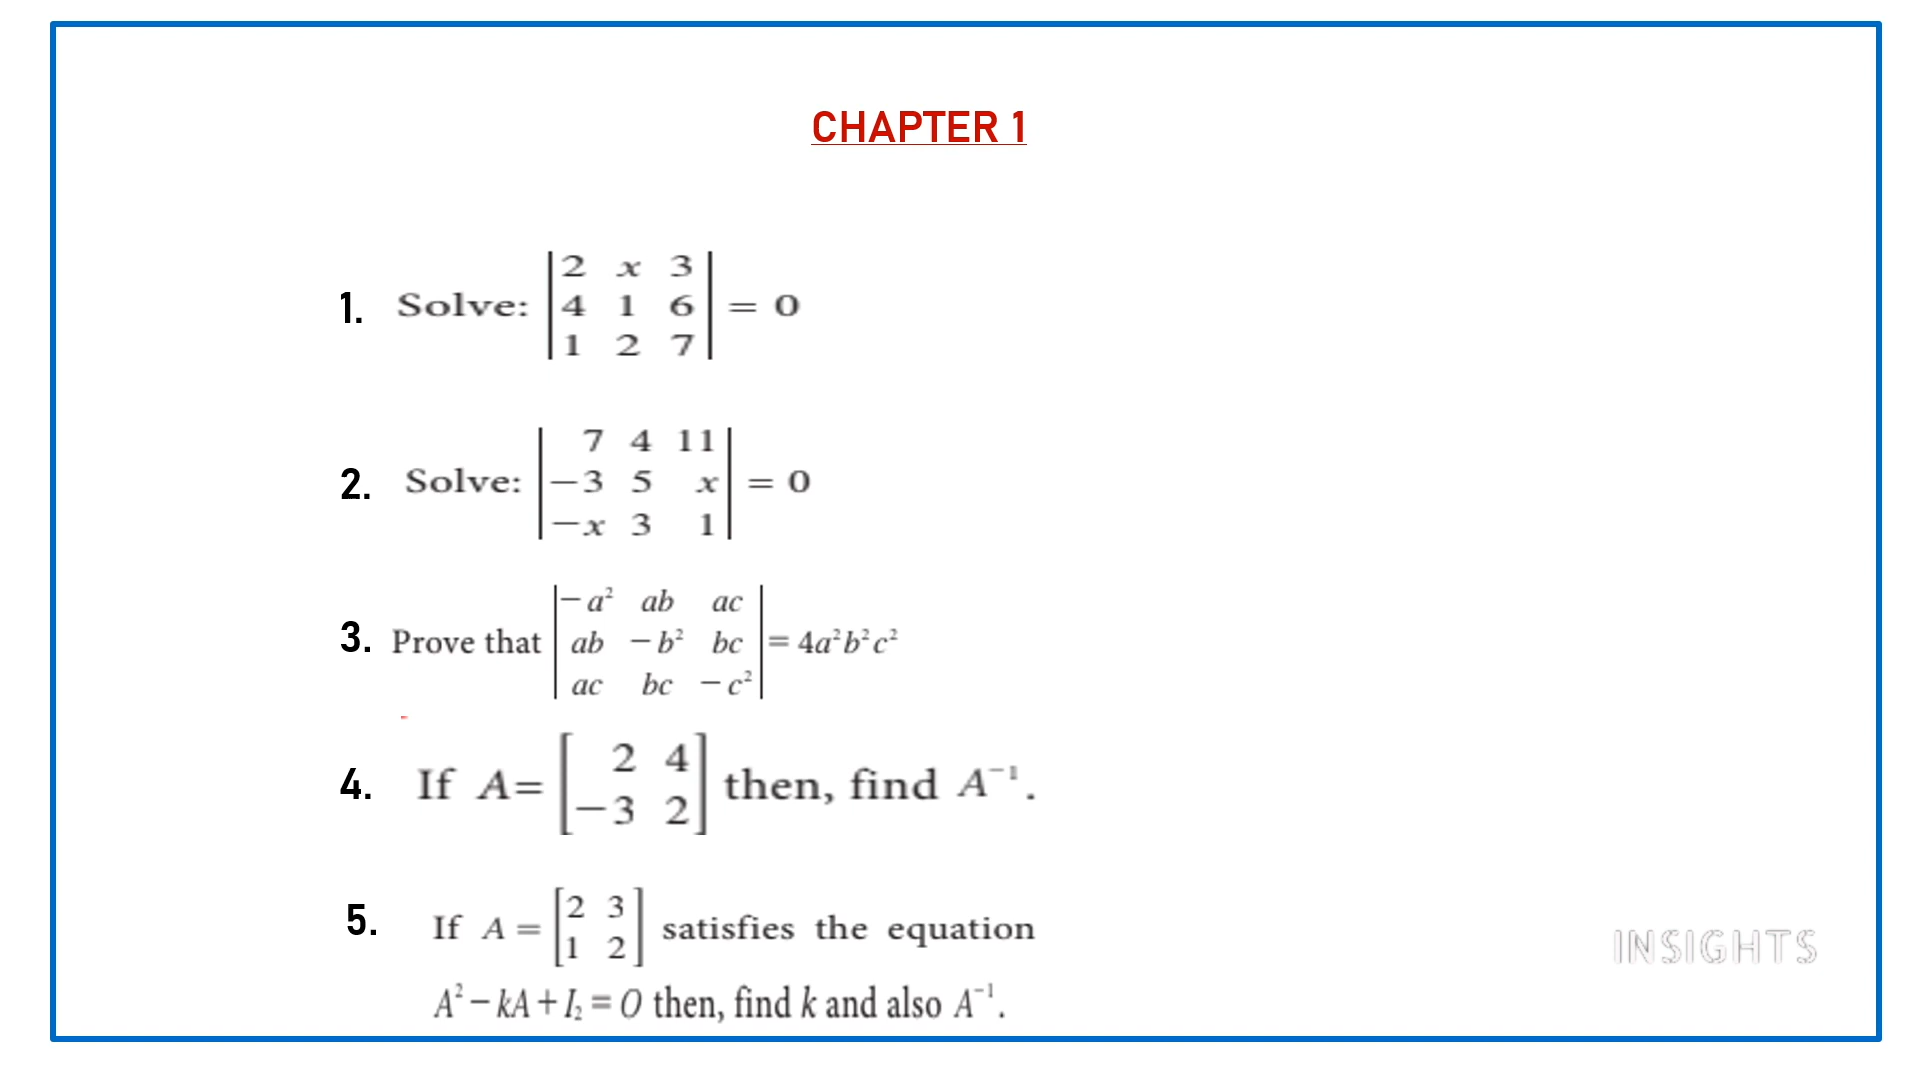 CHAPTER 1
1. Solve: |2 x 3|
|4 1 6| = 0
|1 2 7|
2. Solve: |7 4 11|
|−3 5 x| = 0
|−x 3 1|
3. Prove that |−a² ab ac|
|ab −b² bc| = 4a²b²c²
|ac bc −c²|
4. If A= [2 4] then, find A⁻¹.
[−3 2]
5. If A = [2 3] satisfies the equation
[1 2]
A² − kA + I₂ = O then, find k and also A⁻¹.
INSIGHTS